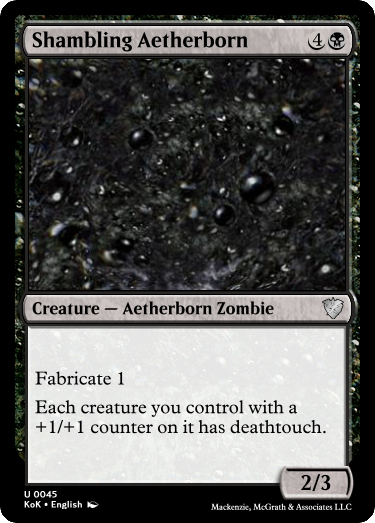 Shambling Aetherborn 4
Creature — Aetherborn Zombie
Fabricate 1
Each creature you control with a
+1/+1 counter on it has deathtouch.
2/3
U 0045
KoK • English
Mackenzie, McGrath & Associates LLC